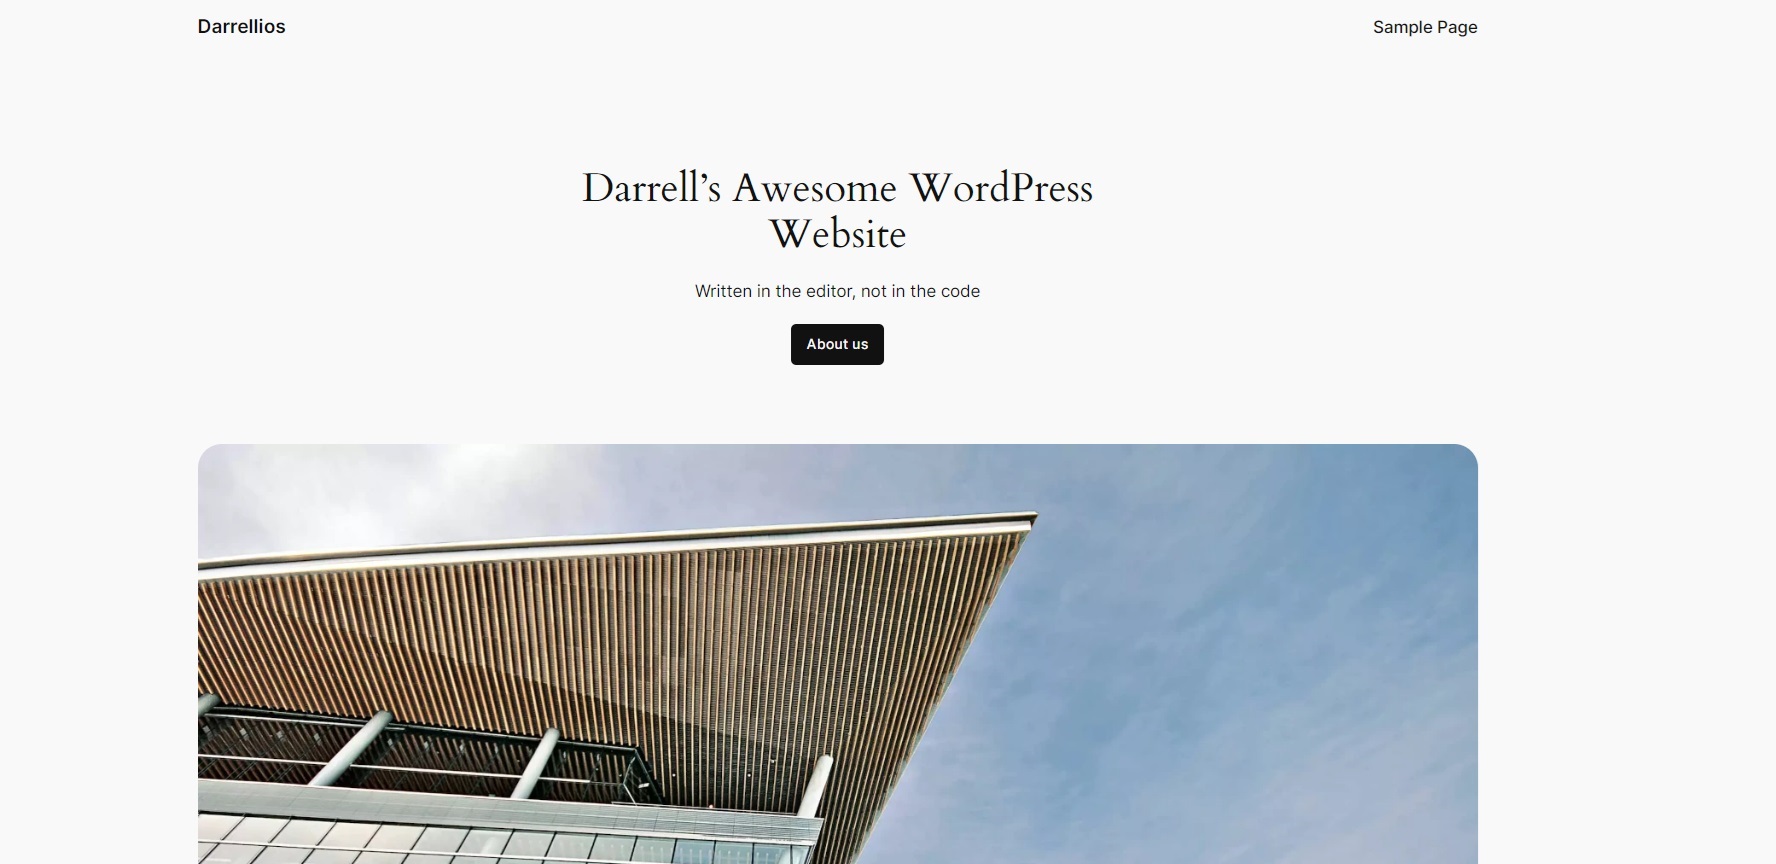 Darrellios
Sample Page
Darrell’s Awesome WordPress
Website
Written in the editor, not in the code
About us